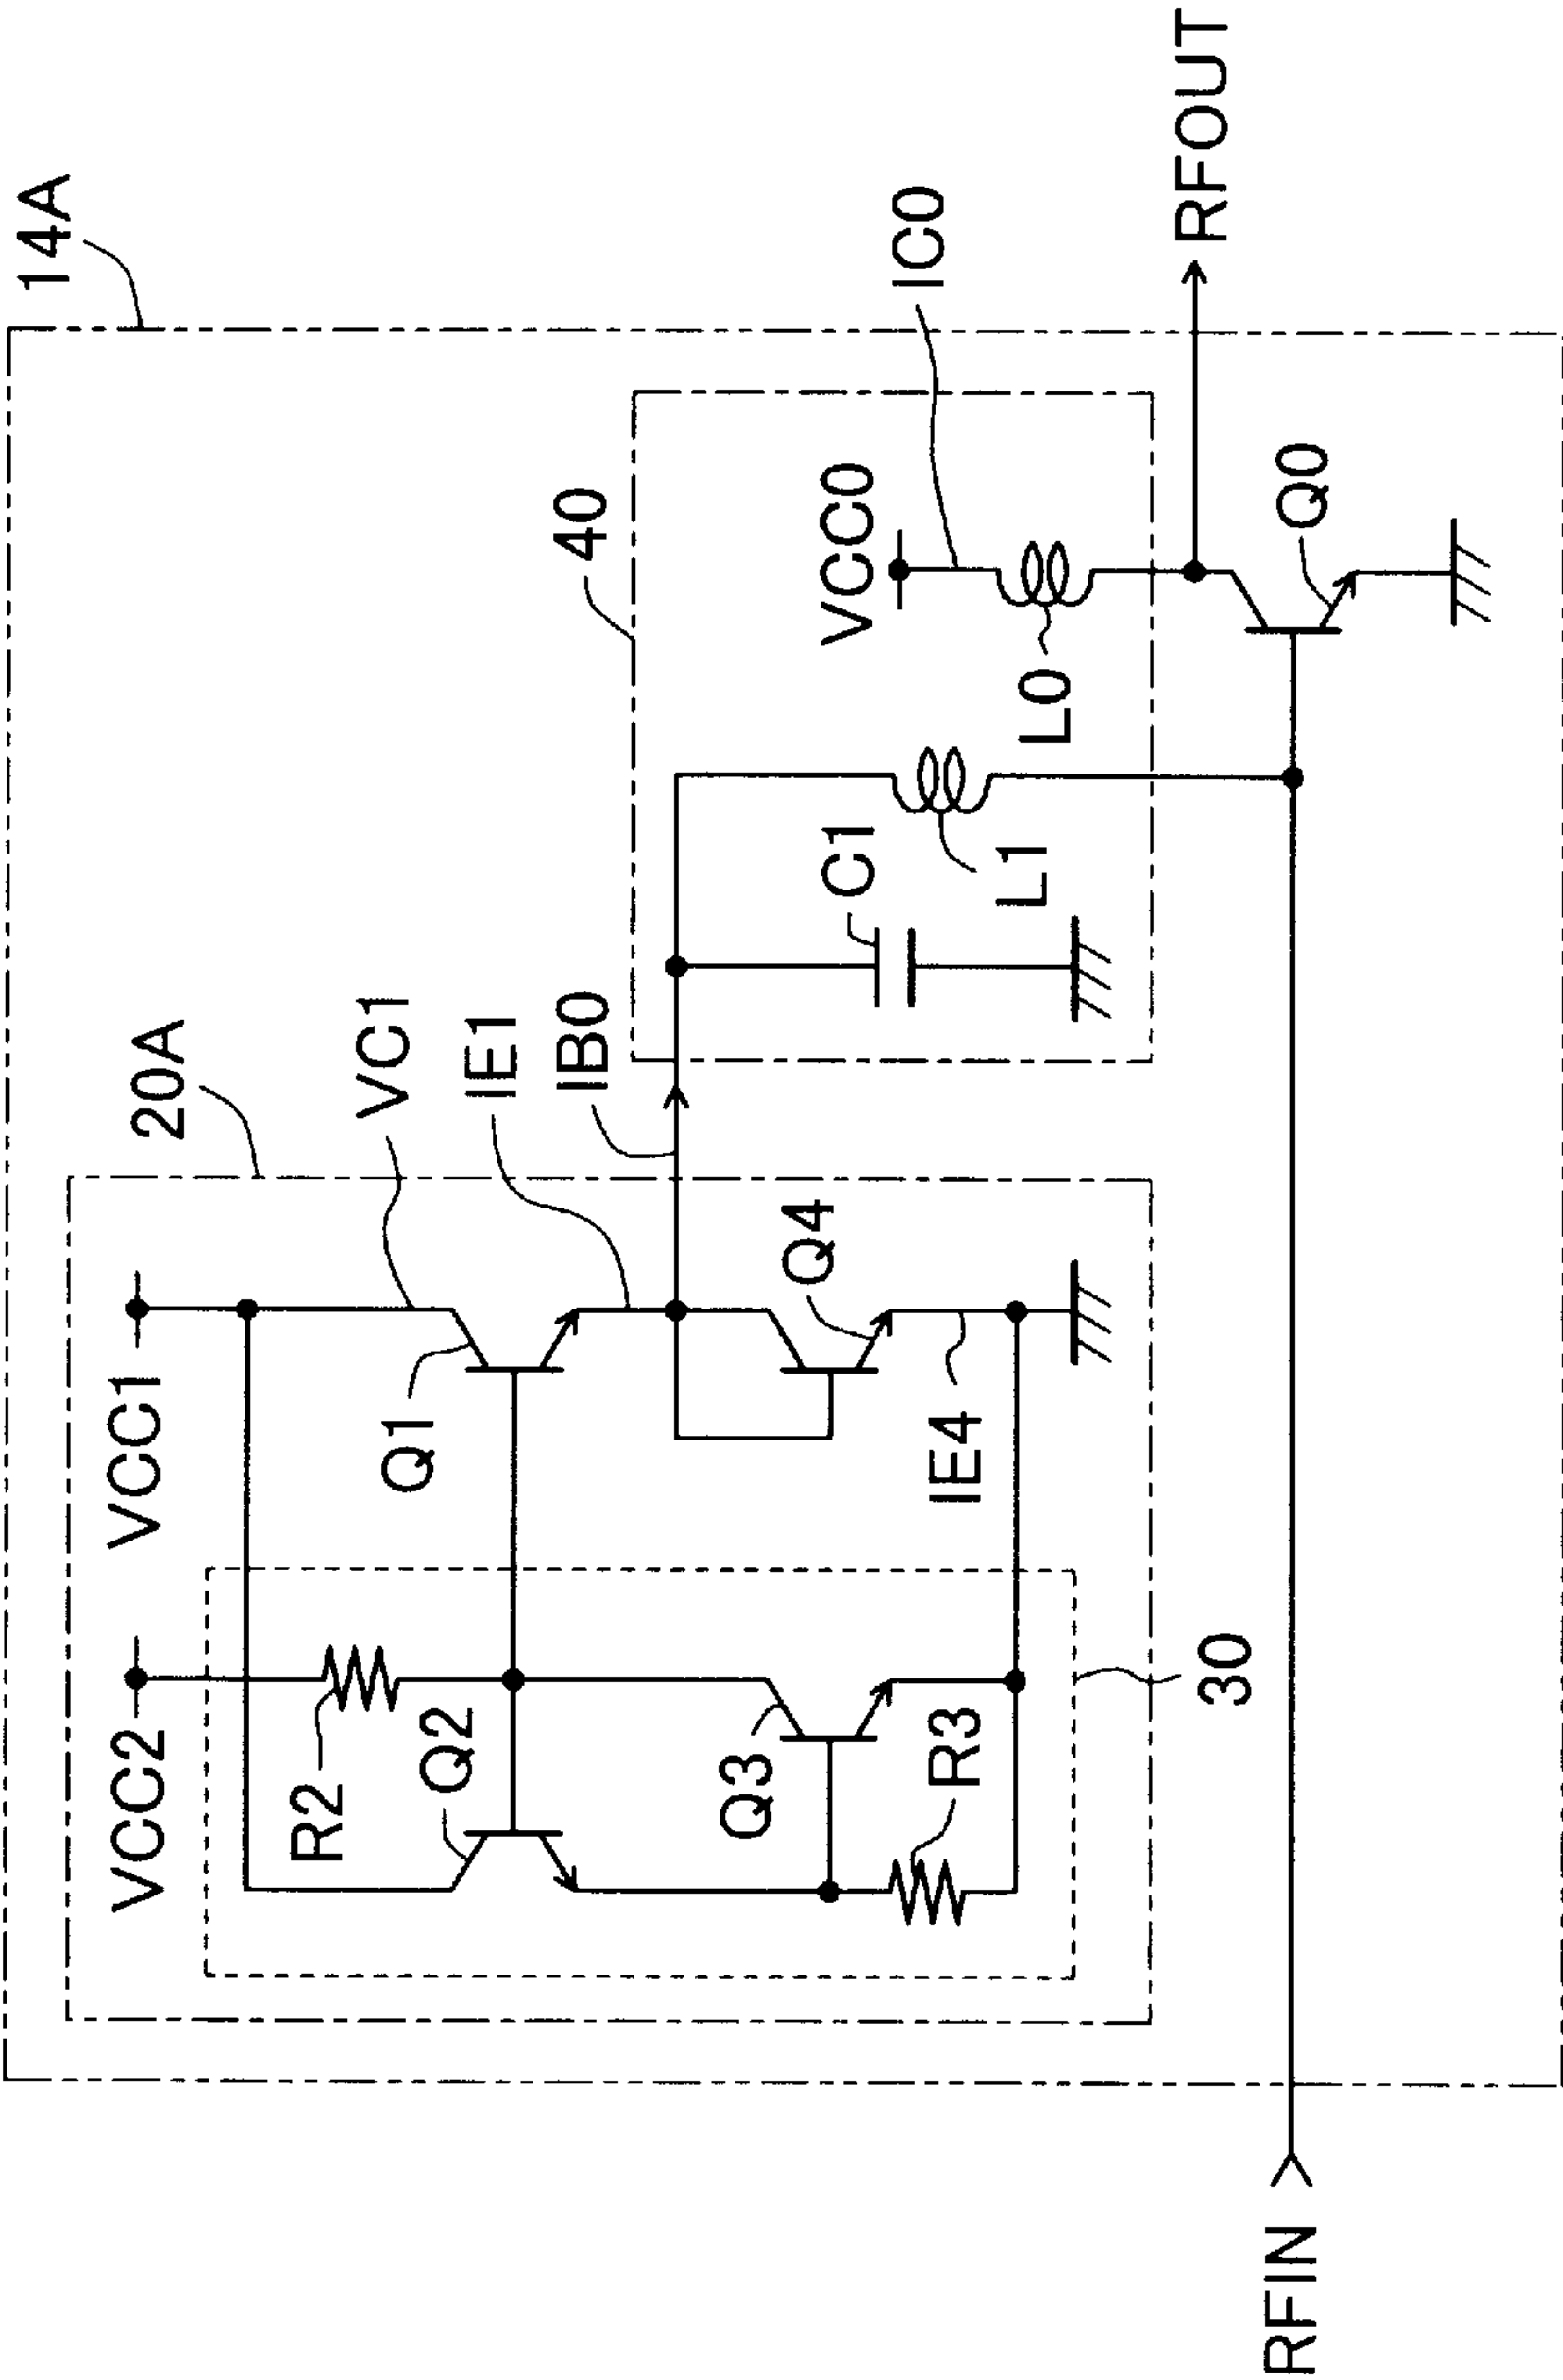 14A
20A
VCC2
VCC1
VC1
R2
Q1
IE1
Q2
IB0
40
Q3
Q4
C1
VCC0
IC0
R3
IE4
L1
L0
RFOUT
30
Q0
RFIN